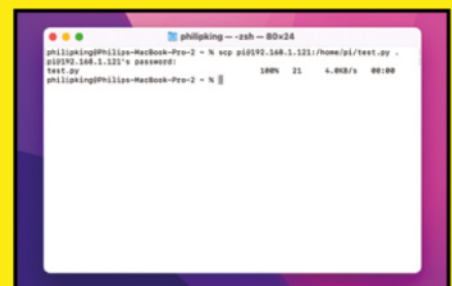 philipking — -zsh — 80×24
philipking@Philips-MacBook-Pro-2 ~ % scp pi@192.168.1.121:/home/pi/test.py .
pi@192.168.1.121's password:
test.py 100% 21 4.0KB/s 00:00
philipking@Philips-MacBook-Pro-2 ~ %